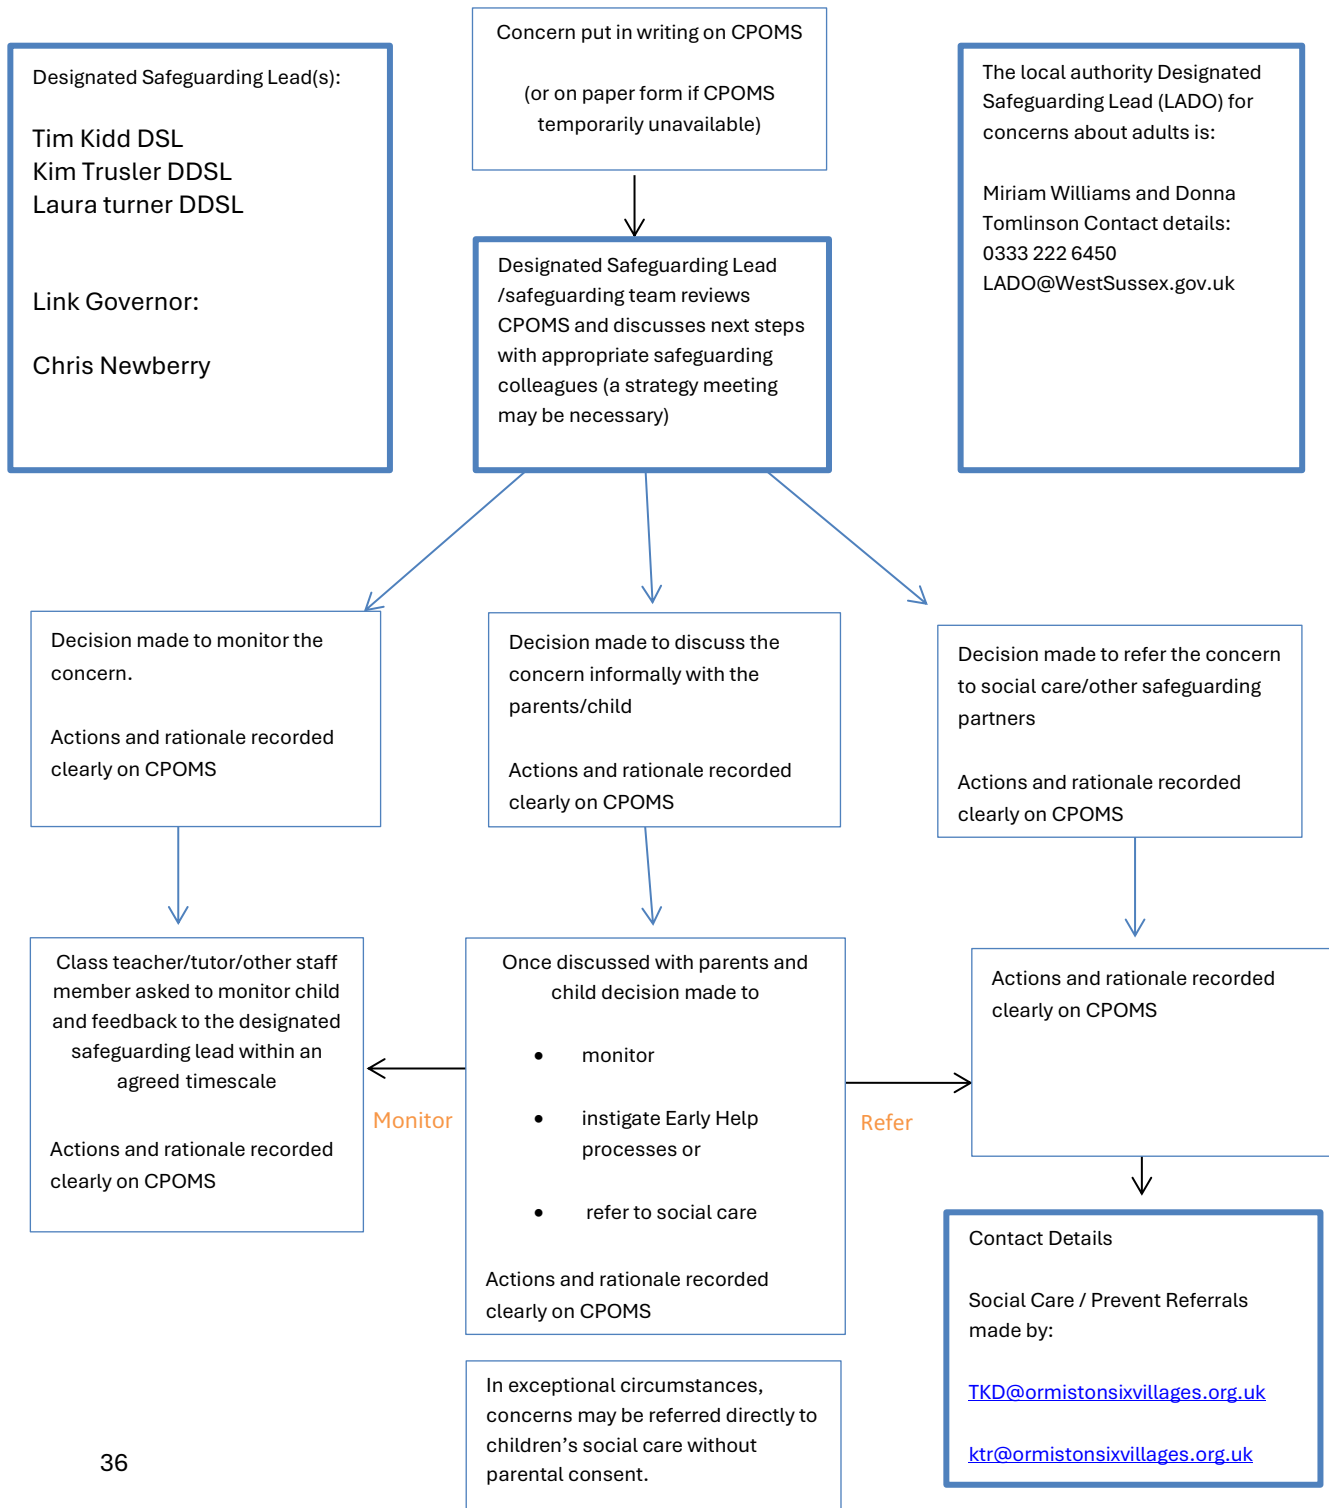 Concern put in writing on CPOMS
(or on paper form if CPOMS
temporarily unavailable)
Designated Safeguarding Lead(s):
Tim Kidd DSL
Kim Trusler DDSL
Laura turner DDSL
Link Governor:
Chris Newberry
The local authority Designated
Safeguarding Lead (LADO) for
concerns about adults is:
Miriam Williams and Donna
Tomlinson Contact details:
0333 222 6450
LADO@WestSussex.gov.uk
Designated Safeguarding Lead
/safeguarding team reviews
CPOMS and discusses next steps
with appropriate safeguarding
colleagues (a strategy meeting
may be necessary)
Decision made to monitor the
concern.
Actions and rationale recorded
clearly on CPOMS
Decision made to discuss the
concern informally with the
parents/child
Actions and rationale recorded
clearly on CPOMS
Decision made to refer the concern
to social care/other safeguarding
partners
Actions and rationale recorded
clearly on CPOMS
Class teacher/tutor/other staff
member asked to monitor child
and feedback to the designated
safeguarding lead within an
agreed timescale
Actions and rationale recorded
clearly on CPOMS
Monitor
Once discussed with parents and
child decision made to
• monitor
• instigate Early Help
processes or
• refer to social care
Actions and rationale recorded
clearly on CPOMS
Refer
Actions and rationale recorded
clearly on CPOMS
Contact Details
Social Care / Prevent Referrals
made by:
TKD@ormistonsixvillages.org.uk
ktr@ormistonsixvillages.org.uk
In exceptional circumstances,
concerns may be referred directly to
children’s social care without
parental consent.
36